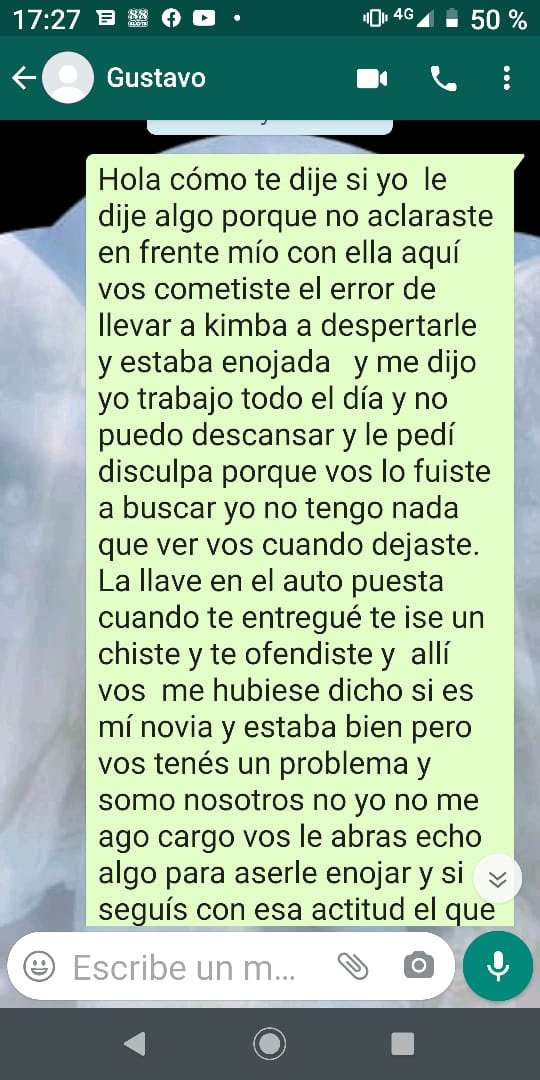 17:27
4G
50 %
Gustavo
Hola cómo te dije si yo le
dije algo porque no aclaraste
en frente mío con ella aquí
vos cometiste el error de
llevar a kimba a despertarle
y estaba enojada y me dijo
yo trabajo todo el día y no
puedo descansar y le pedí
disculpa porque vos lo fuiste
a buscar yo no tengo nada
que ver vos cuando dejaste.
La llave en el auto puesta
cuando te entregué te ise un
chiste y te ofendiste y allí
vos me hubiese dicho si es
mí novia y estaba bien pero
vos tenés un problema y
somo nosotros no yo no me
ago cargo vos le abras echo
algo para aserle enojar y si
seguís con esa actitud el que
Escribe un m...